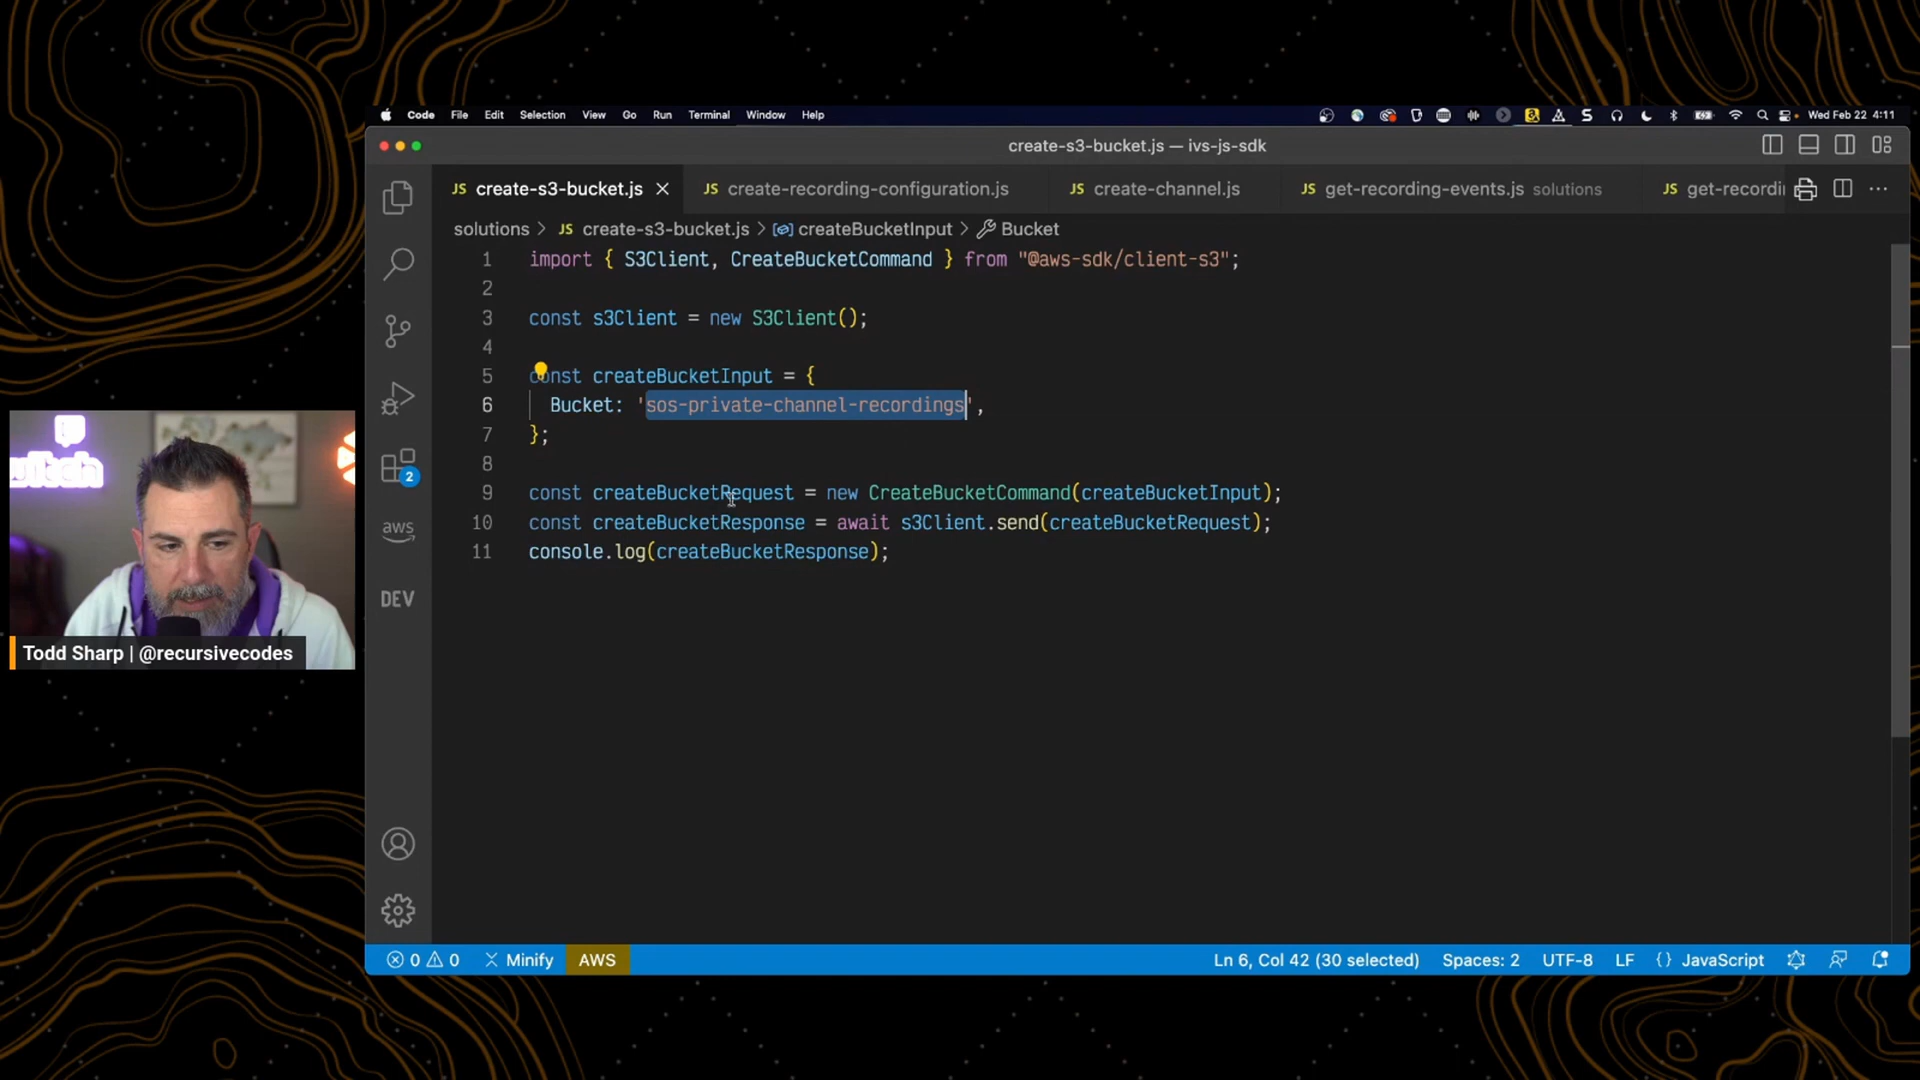 Code File Edit Selection View Go Run Terminal Window Help
Wed Feb 22 4:11
create-s3-bucket.js — ivs-js-sdk
JS create-s3-bucket.js
JS create-recording-configuration.js
JS create-channel.js
JS get-recording-events.js solutions
JS get-recordi
solutions > JS create-s3-bucket.js > createBucketInput > Bucket
1 import { S3Client, CreateBucketCommand } from "@aws-sdk/client-s3";
2
3 const s3Client = new S3Client();
4
5 const createBucketInput = {
6 Bucket: 'sos-private-channel-recordings',
7 };
8
9 const createBucketRequest = new CreateBucketCommand(createBucketInput);
10 const createBucketResponse = await s3Client.send(createBucketRequest);
11 console.log(createBucketResponse);
2
aws
DEV
Todd Sharp | @recursivecodes
0 0 Minify AWS
Ln 6, Col 42 (30 selected) Spaces: 2 UTF-8 LF {} JavaScript